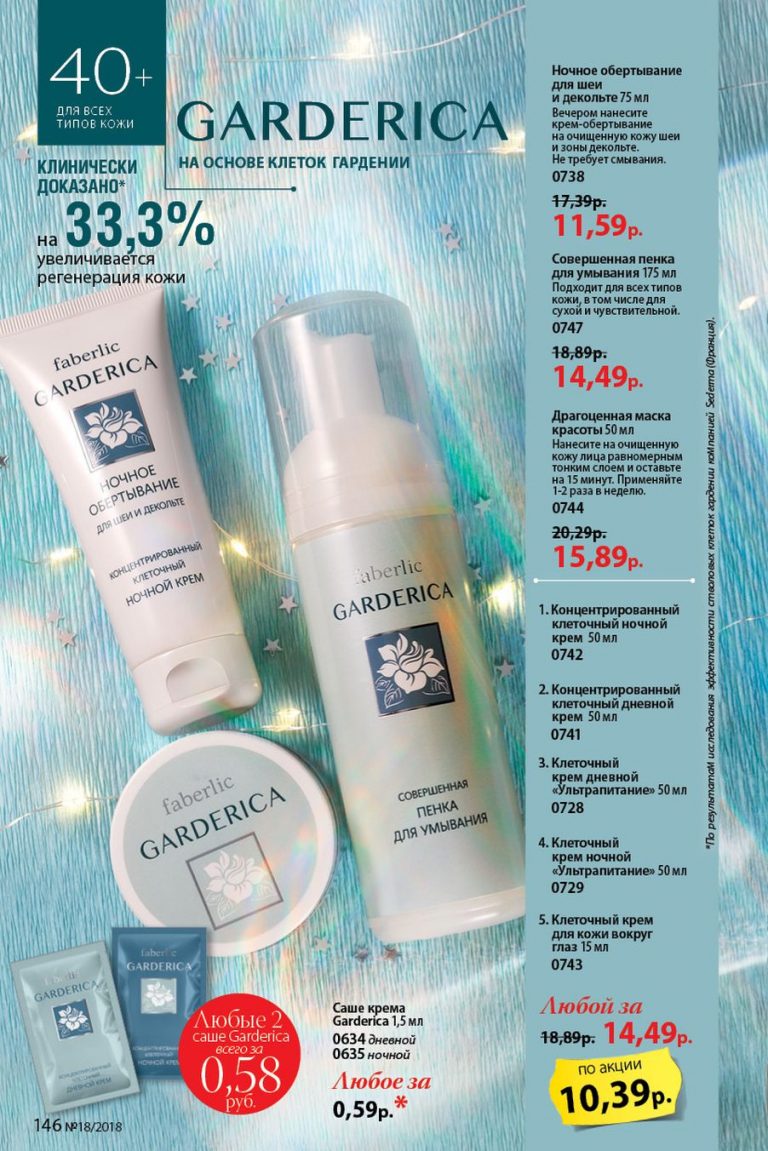 40+
ДЛЯ ВСЕХ
ТИПОВ КОЖИ
GARDERICA
НА ОСНОВЕ КЛЕТОК ГАРДЕНИИ
КЛИНИЧЕСКИ
ДОКАЗАНО*
на 33,3%
увеличивается
регенерация кожи
faberlic
GARDERICA
НОЧНОЕ
ОБЕРТЫВАНИЕ
ДЛЯ ШЕИ И ДЕКОЛЬТЕ
КОНЦЕНТРИРОВАННЫЙ
КЛЕТОЧНЫЙ
НОЧНОЙ КРЕМ
faberlic
GARDERICA
СОВЕРШЕННАЯ
ПЕНКА
ДЛЯ УМЫВАНИЯ
faberlic
GARDERICA
faberlic
GARDERICA
КОНЦЕНТРИРОВАННЫЙ
КЛЕТОЧНЫЙ
ДНЕВНОЙ КРЕМ
faberlic
GARDERICA
КОНЦЕНТРИРОВАННЫЙ
КЛЕТОЧНЫЙ
НОЧНОЙ КРЕМ
Любые 2
саше Garderica
всего за
0,58
руб.
Саше крема
Garderica 1,5 мл
0634 дневной
0635 ночной
Любое за
0,59р.*
146 №18/2018
Ночное обертывание
для шеи
и декольте 75 мл
Вечером нанесите
крем-обертывание
на очищенную кожу шеи
и зоны декольте.
Не требует смывания.
0738
17,39р.
11,59р.
Совершенная пенка
для умывания 175 мл
Подходит для всех типов
кожи, в том числе для
сухой и чувствительной.
0747
18,89р.
14,49р.
Драгоценная маска
красоты 50 мл
Нанесите на очищенную
кожу лица равномерным
тонким слоем и оставьте
на 15 минут. Применяйте
1-2 раза в неделю.
0744
20,29р.
15,89р.
1. Концентрированный
клеточный ночной
крем 50 мл
0742
2. Концентрированный
клеточный дневной
крем 50 мл
0741
3. Клеточный
крем дневной
«Ультрапитание» 50 мл
0728
4. Клеточный
крем ночной
«Ультрапитание» 50 мл
0729
5. Клеточный крем
для кожи вокруг
глаз 15 мл
0743
Любой за
18,89р. 14,49р.
по акции
10,39р.
*По результатам исследования эффективности стволовых клеток гардении компанией Sederma (Франция).